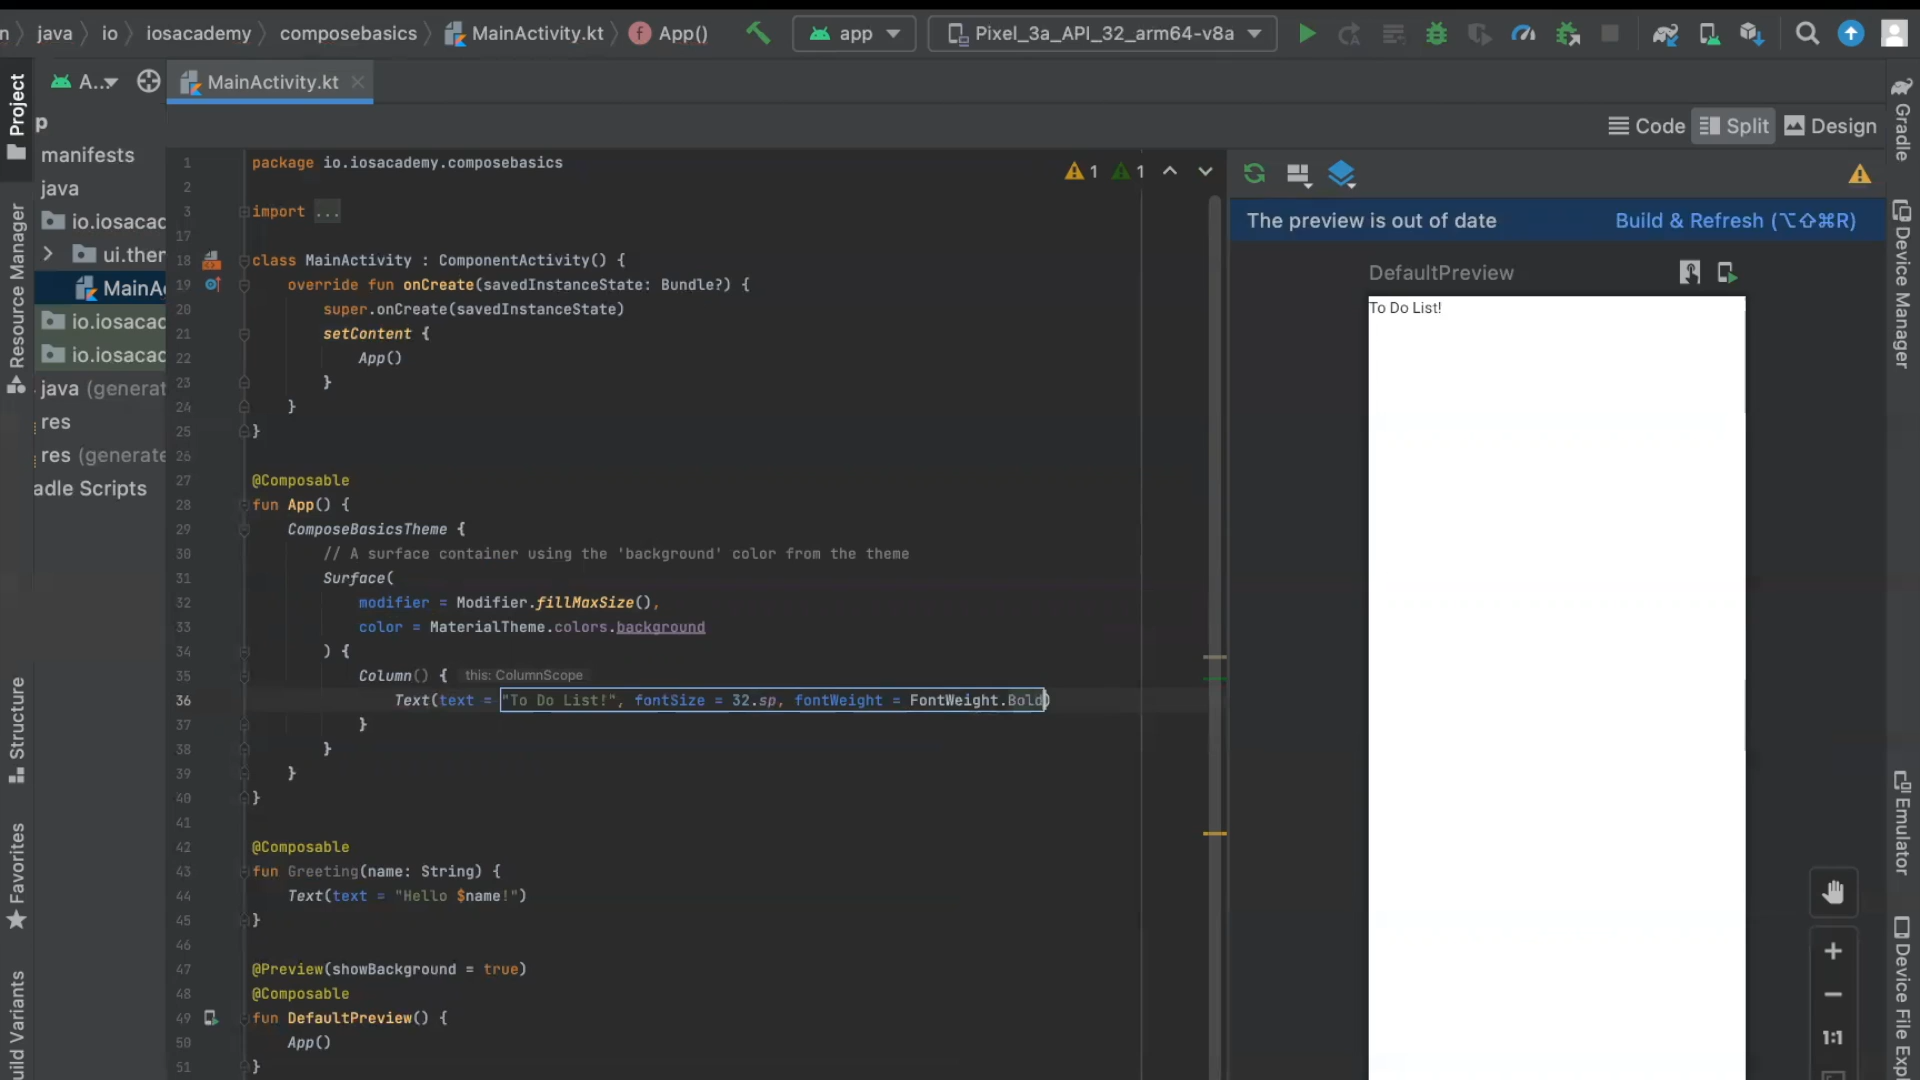 n java io iosacademy composebasics MainActivity.kt App() app Pixel_3a_API_32_arm64-v8a
A... MainActivity.kt
Code Split Design
Project
Resource Manager
Structure
Favorites
uild Variants
p
manifests
java
io.iosacad
ui.ther
MainA
io.iosacad
io.iosacad
java (generat
res
res (generate
adle Scripts
1 package io.iosacademy.composebasics
2
3 import ...
17
18 class MainActivity : ComponentActivity() {
19 override fun onCreate(savedInstanceState: Bundle?) {
20 super.onCreate(savedInstanceState)
21 setContent {
22 App()
23 }
24 }
25 }
26
27 @Composable
28 fun App() {
29 ComposeBasicsTheme {
30 // A surface container using the 'background' color from the theme
31 Surface(
32 modifier = Modifier.fillMaxSize(),
33 color = MaterialTheme.colors.background
34 ) {
35 Column() { this: ColumnScope
36 Text(text = "To Do List!", fontSize = 32.sp, fontWeight = FontWeight.Bold)
37 }
38 }
39 }
40 }
41
42 @Composable
43 fun Greeting(name: String) {
44 Text(text = "Hello $name!")
45 }
46
47 @Preview(showBackground = true)
48 @Composable
49 fun DefaultPreview() {
50 App()
51 }
1 1
The preview is out of date Build & Refresh (⌥⇧⌘R)
DefaultPreview
To Do List!
+
−
1:1
Gradle
Device Manager
Emulator
Device File Expl